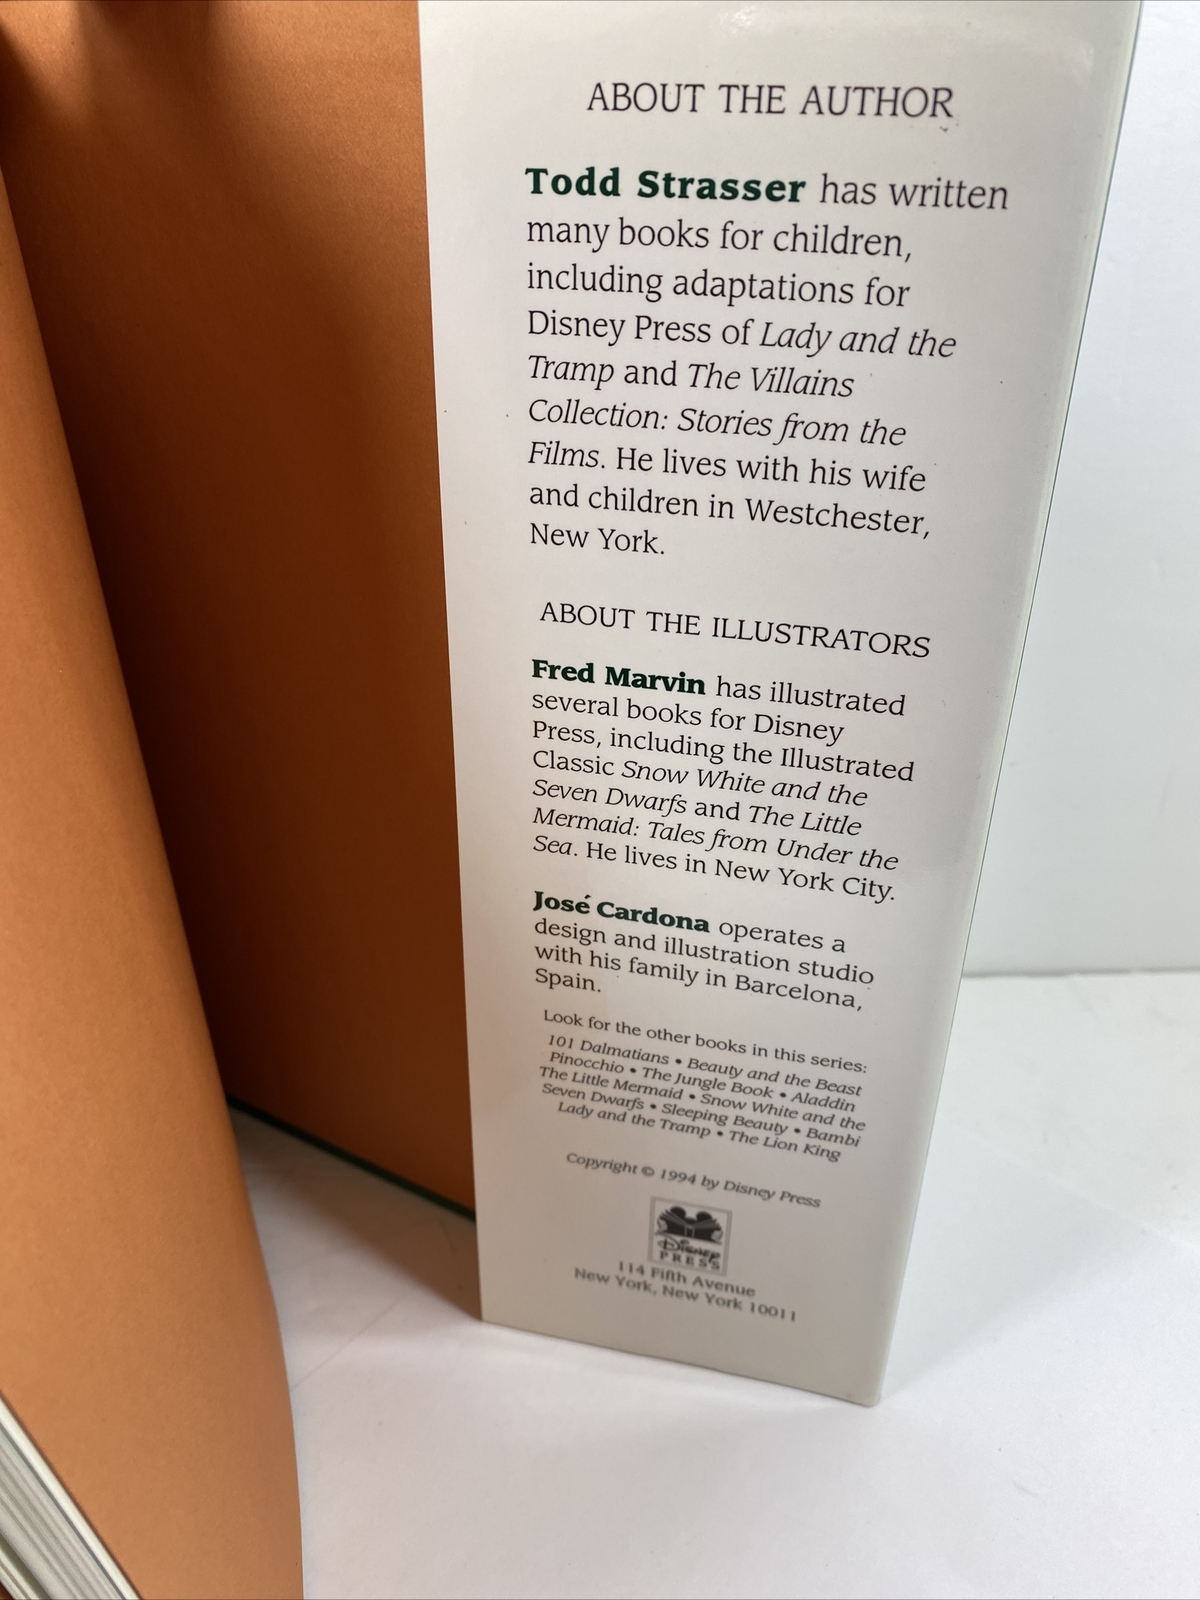 ABOUT THE AUTHOR
Todd Strasser has written
many books for children,
including adaptations for
Disney Press of Lady and the
Tramp and The Villains
Collection: Stories from the
Films. He lives with his wife
and children in Westchester,
New York.
ABOUT THE ILLUSTRATORS
Fred Marvin has illustrated
several books for Disney
Press, including the Illustrated
Classic Snow White and the
Seven Dwarfs and The Little
Mermaid: Tales from Under the
Sea. He lives in New York City.
José Cardona operates a
design and illustration studio
with his family in Barcelona,
Spain.
Look for the other books in this series:
101 Dalmatians • Beauty and the Beast
Pinocchio • The Jungle Book • Aladdin
The Little Mermaid • Snow White and the
Seven Dwarfs • Sleeping Beauty • Bambi
Lady and the Tramp • The Lion King
Copyright © 1994 by Disney Press
Disney
PRESS
114 Fifth Avenue
New York, New York 10011